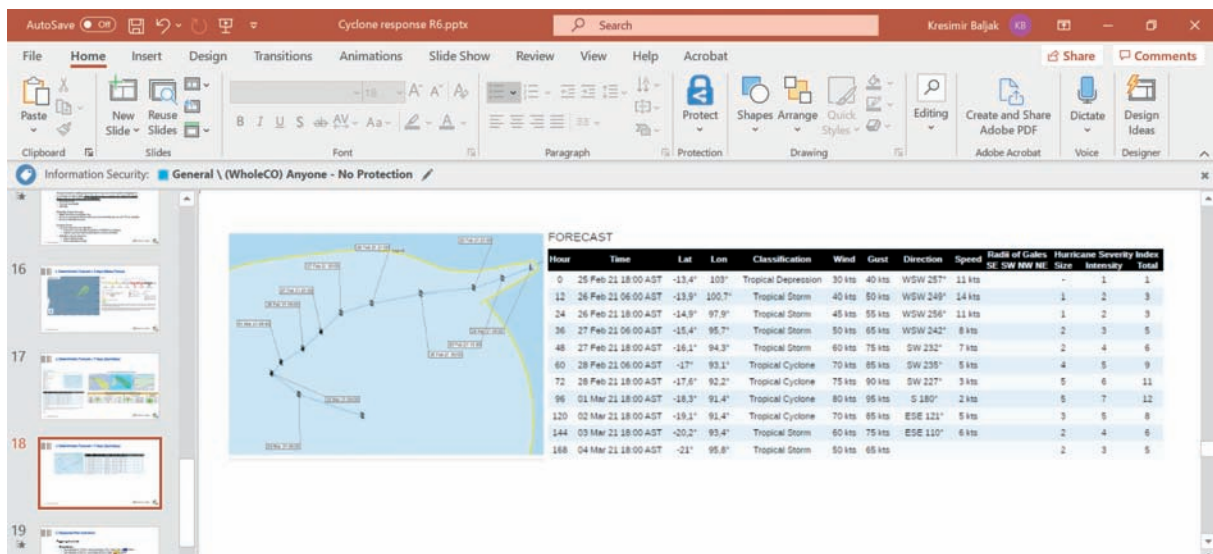 AutoSave Off Cyclone response R6.pptx Search Kresimir Baljak KB
File Home Insert Design Transitions Animations Slide Show Review View Help Acrobat Share Comments
Paste New Slide Reuse Slides 18 B I U S ab AV Aa A Protect Shapes Arrange Quick Styles Editing Create and Share Adobe PDF Dictate Design Ideas
Clipboard Slides Font Paragraph Protection Drawing Adobe Acrobat Voice Designer
Information Security: General \ (WholeCO) Anyone - No Protection
16
17
18
19
FORECAST
Hour Time Lat Lon Classification Wind Gust Direction Speed Radii of Gales SE SW NW NE Hurricane Severity Index Size Intensity Total
0 25 Feb 21 18:00 AST -13,4° 103° Tropical Depression 30 kts 40 kts WSW 257° 11 kts - 1 1
12 26 Feb 21 06:00 AST -13,9° 100,7° Tropical Storm 40 kts 50 kts WSW 249° 14 kts 1 2 3
24 26 Feb 21 18:00 AST -14,9° 97,9° Tropical Storm 45 kts 55 kts WSW 256° 11 kts 1 2 3
36 27 Feb 21 06:00 AST -15,4° 95,7° Tropical Storm 50 kts 65 kts WSW 242° 8 kts 2 3 5
48 27 Feb 21 18:00 AST -16,1° 94,3° Tropical Storm 60 kts 75 kts SW 232° 7 kts 2 4 6
60 28 Feb 21 06:00 AST -17° 93,1° Tropical Cyclone 70 kts 85 kts SW 235° 5 kts 4 5 9
72 28 Feb 21 18:00 AST -17,6° 92,2° Tropical Cyclone 75 kts 90 kts SW 227° 3 kts 5 6 11
96 01 Mar 21 18:00 AST -18,3° 91,4° Tropical Cyclone 80 kts 95 kts S 180° 2 kts 5 7 12
120 02 Mar 21 18:00 AST -19,1° 91,4° Tropical Cyclone 70 kts 85 kts ESE 121° 5 kts 3 5 8
144 03 Mar 21 18:00 AST -20,2° 93,4° Tropical Storm 60 kts 75 kts ESE 110° 6 kts 2 4 6
168 04 Mar 21 18:00 AST -21° 95,8° Tropical Storm 50 kts 65 kts 2 3 5